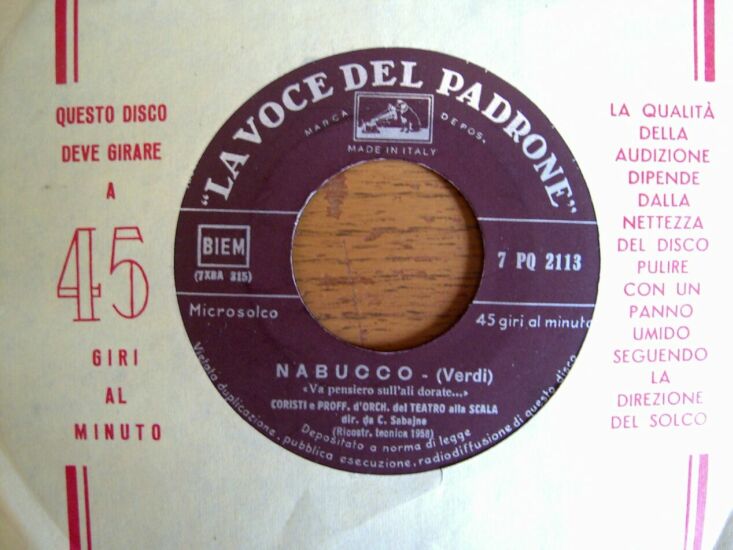 QUESTO DISCO
DEVE GIRARE
A
45
GIRI
AL
MINUTO
"LA VOCE DEL PADRONE"
MARCA DEPOS.
MADE IN ITALY
BIEM
(7XBA 315)
7 PQ 2113
Microsolco
45 giri al minuto
NABUCCO - (Verdi)
«Va pensiero sull'ali dorate...»
CORISTI e PROFF. d'ORCH. del TEATRO alla SCALA
dir. da C. Sabajno
(Ricostr. tecnica 1958)
Depositato a norma di legge
Vietata duplicazione, pubblica esecuzione, radiodiffusione di questo disco
LA QUALITÀ
DELLA
AUDIZIONE
DIPENDE
DALLA
NETTEZZA
DEL DISCO
PULIRE
CON UN
PANNO
UMIDO
SEGUENDO
LA
DIREZIONE
DEL SOLCO